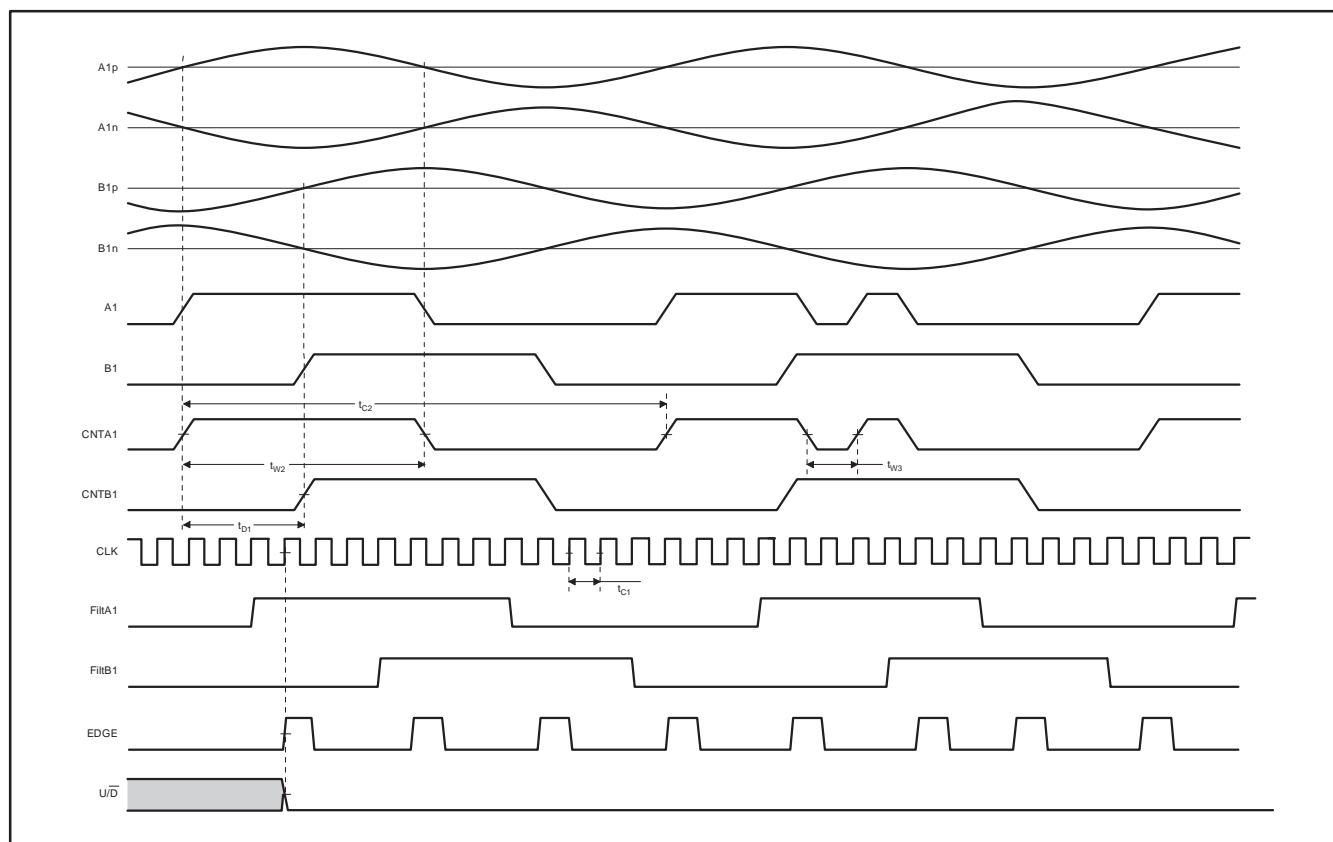 A1p
A1n
B1p
B1n
A1
B1
tC2
CNTA1
tW2
tW3
CNTB1
tD1
CLK
tC1
FiltA1
FiltB1
EDGE
U/D̅